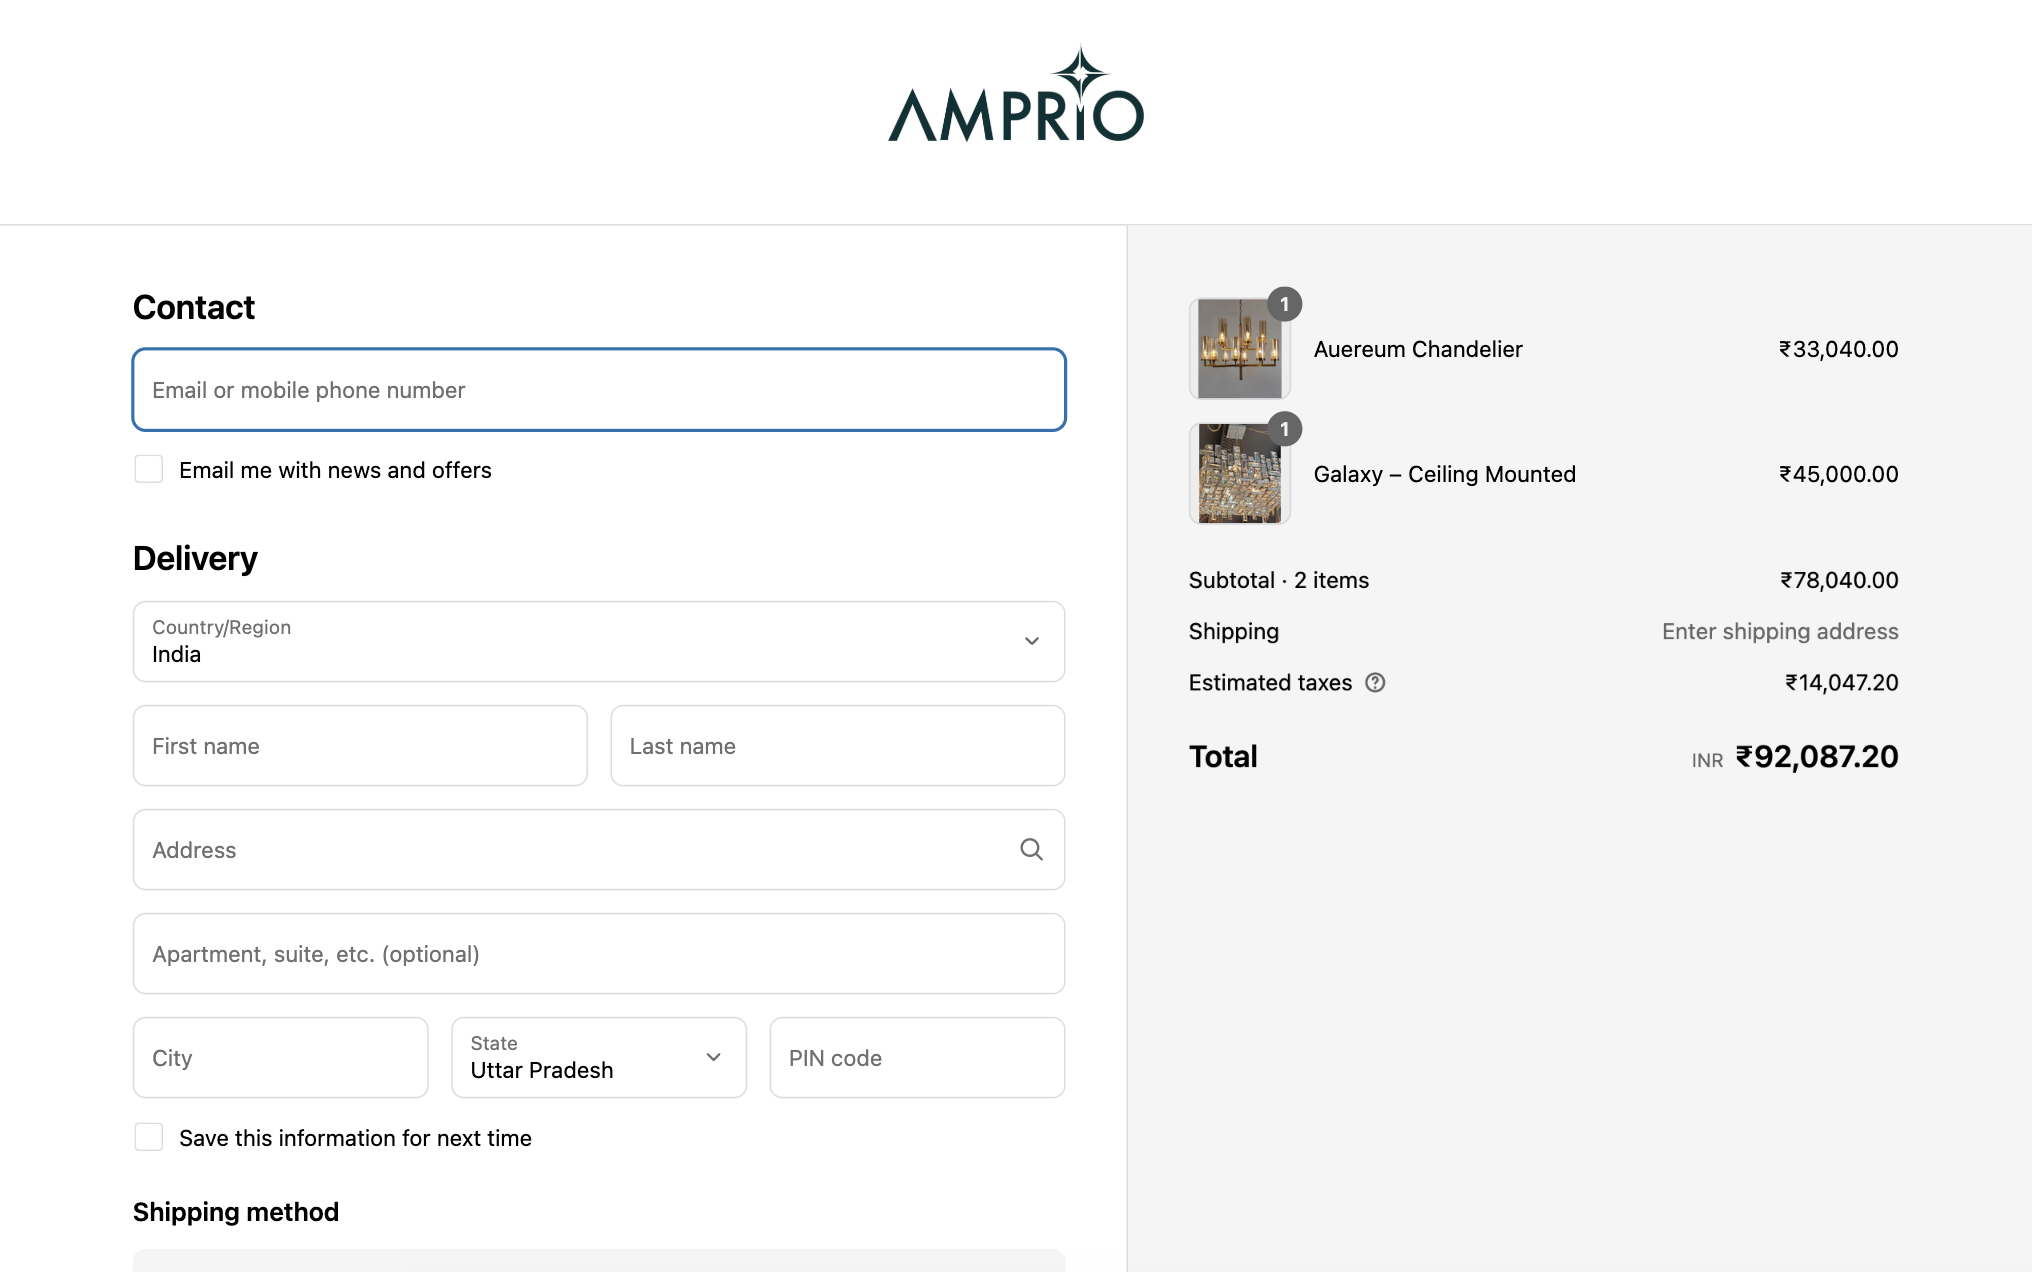 AMPRIO
Contact
Email or mobile phone number
Email me with news and offers
Delivery
Country/Region
India
First name
Last name
Address
Apartment, suite, etc. (optional)
City
State
Uttar Pradesh
PIN code
Save this information for next time
Shipping method
1
Auereum Chandelier ₹33,040.00
1
Galaxy – Ceiling Mounted ₹45,000.00
Subtotal · 2 items ₹78,040.00
Shipping Enter shipping address
Estimated taxes ? ₹14,047.20
Total INR ₹92,087.20